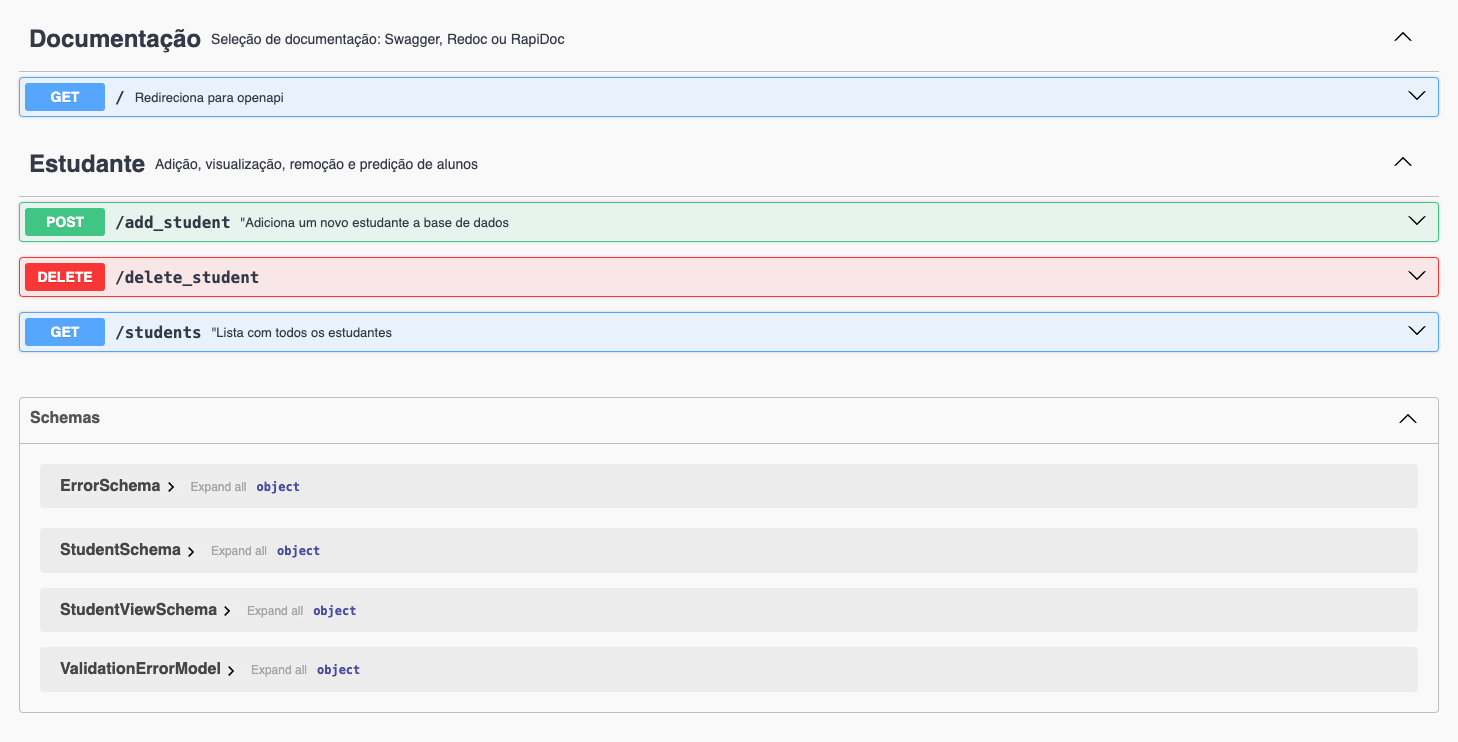 Documentação Seleção de documentação: Swagger, Redoc ou RapiDoc
GET / Redireciona para openapi
Estudante Adição, visualização, remoção e predição de alunos
POST /add_student "Adiciona um novo estudante a base de dados
DELETE /delete_student
GET /students "Lista com todos os estudantes
Schemas
ErrorSchema Expand all object
StudentSchema Expand all object
StudentViewSchema Expand all object
ValidationErrorModel Expand all object